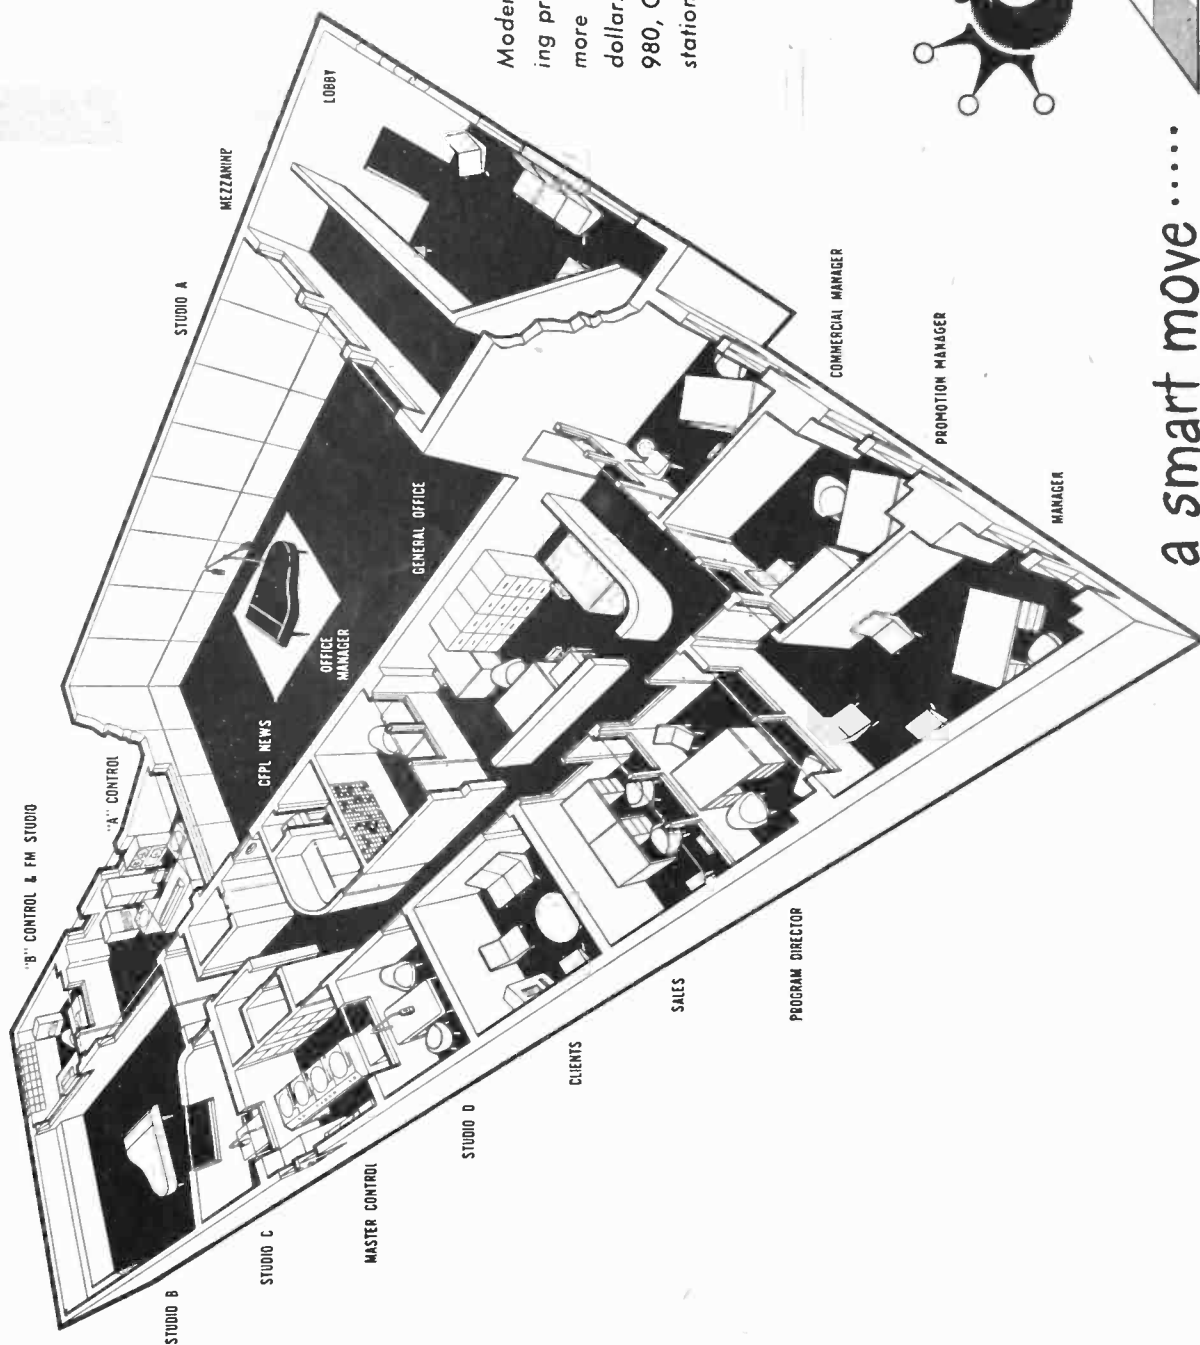 "B" CONTROL & FM STUDIO
"A" CONTROL
CFPL NEWS
OFFICE
MANAGER
GENERAL OFFICE
STUDIO A
MEZZANINE
LOBBY
STUDIO B
STUDIO C
MASTER CONTROL
STUDIO D
CLIENTS
SALES
PROGRAM DIRECTOR
MANAGER
PROMOTION MANAGER
COMMERCIAL MANAGER
Moder
ing pr
more
dollar
980, C
station
a smart move .....